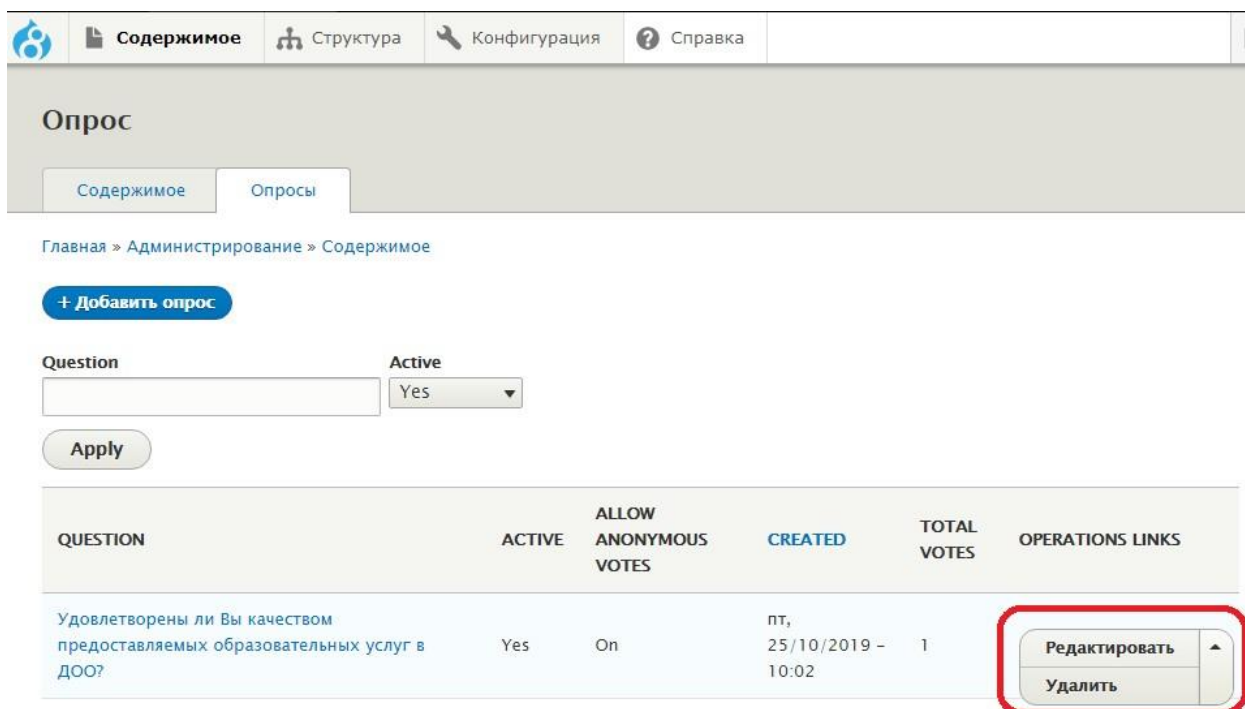 Содержимое Структура Конфигурация Справка
Опрос
Содержимое Опросы
Главная » Администрирование » Содержимое
+ Добавить опрос
Question Active
Yes
Apply
QUESTION ACTIVE ALLOW ANONYMOUS VOTES CREATED TOTAL VOTES OPERATIONS LINKS
Удовлетворены ли Вы качеством
предоставляемых образовательных услуг в
ДОО?
Yes On
пт,
25/10/2019 –
10:02
1
Редактировать
Удалить